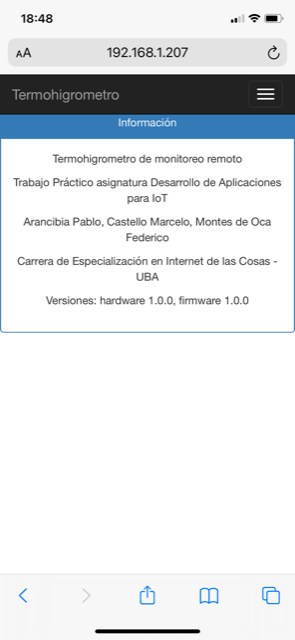 18:48
AA 192.168.1.207
Termohigrometro
Información
Termohigrometro de monitoreo remoto
Trabajo Práctico asignatura Desarrollo de Aplicaciones
para IoT
Arancibia Pablo, Castello Marcelo, Montes de Oca
Federico
Carrera de Especialización en Internet de las Cosas -
UBA
Versiones: hardware 1.0.0, firmware 1.0.0